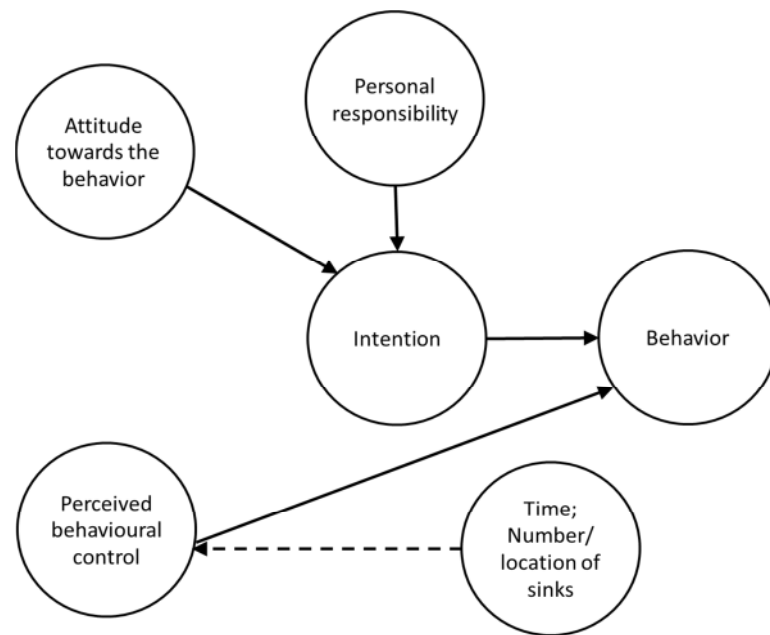 Personal
responsibility
Attitude
towards the
behavior
Intention
Behavior
Perceived
behavioural
control
Time;
Number/
location of
sinks